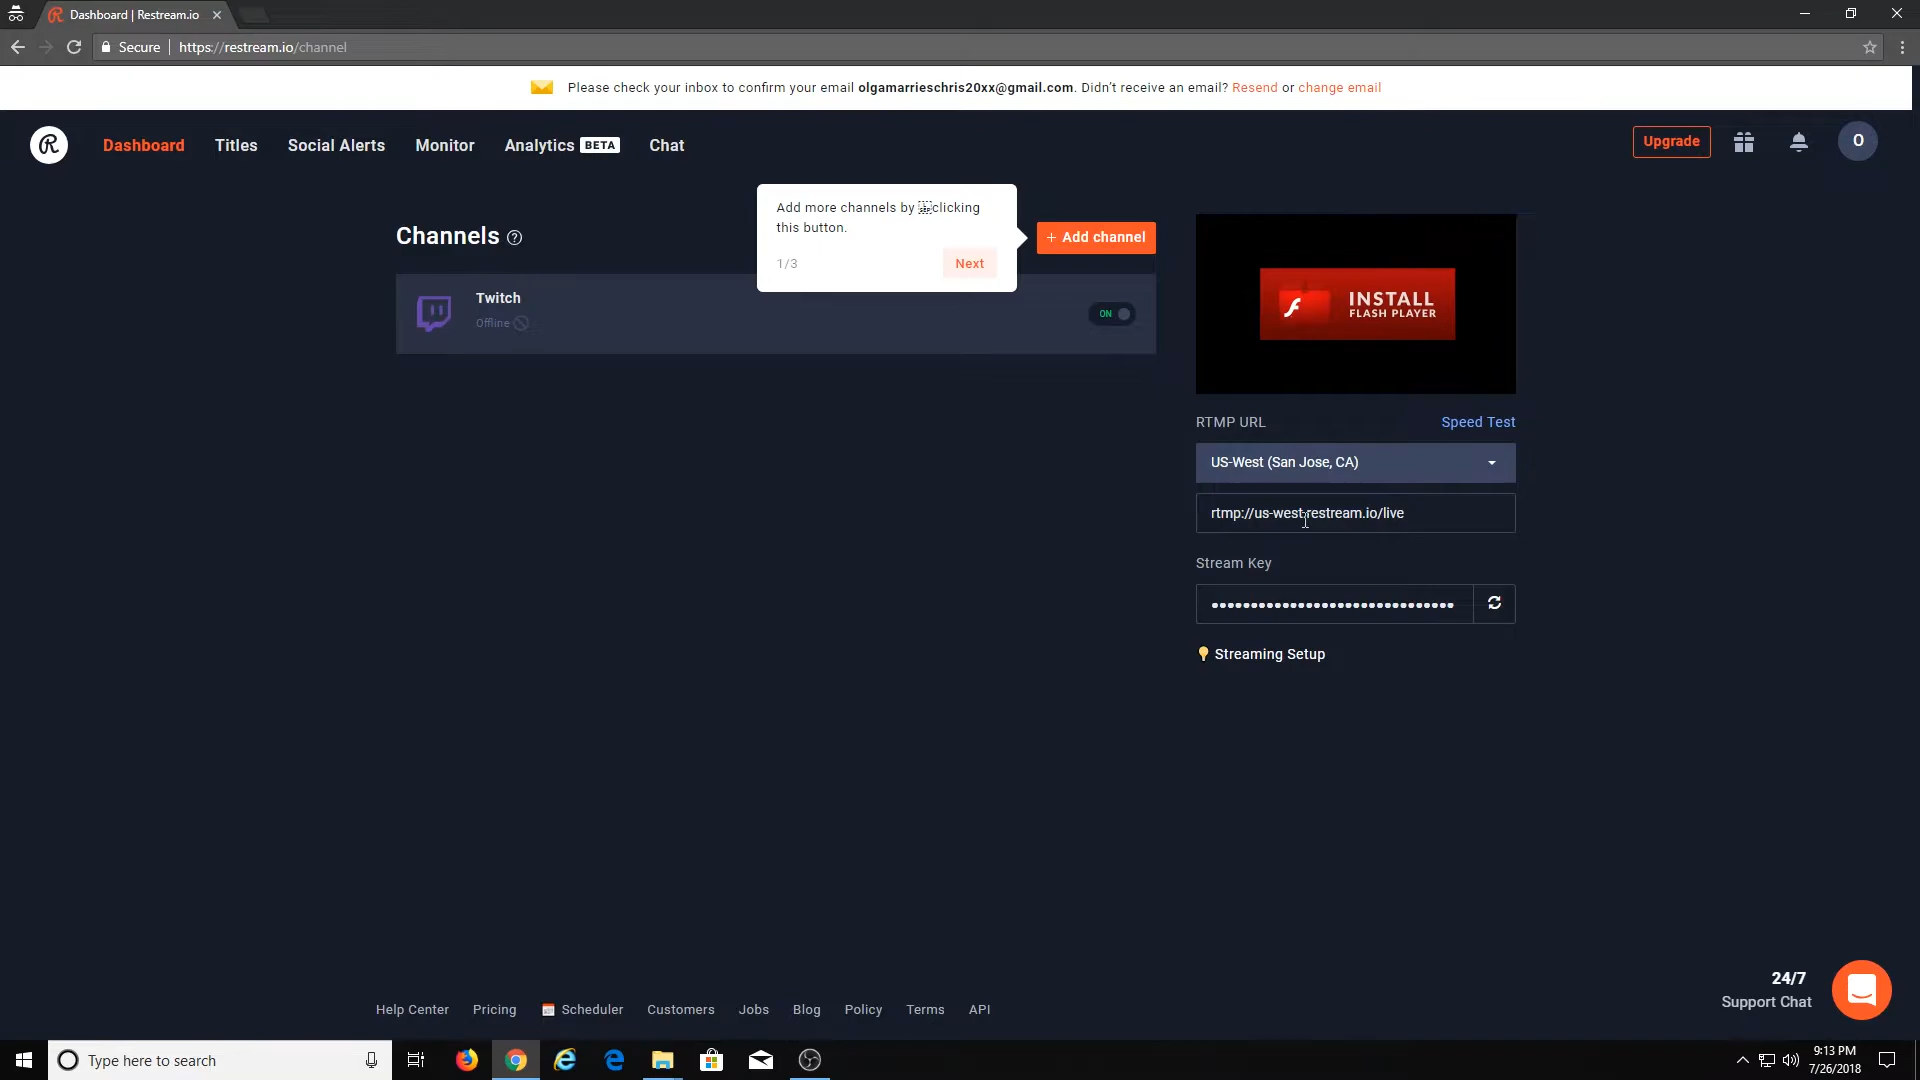 Dashboard | Restream.io
Secure
https://restream.io/channel
Please check your inbox to confirm your email olgamarrieschris20xx@gmail.com. Didn't receive an email? Resend or change email
Dashboard
Titles
Social Alerts
Monitor
Analytics BETA
Chat
Upgrade
O
Add more channels by clicking
this button.
1/3
Next
Channels
+ Add channel
Twitch
Offline
ON
INSTALL
FLASH PLAYER
RTMP URL
Speed Test
US-West (San Jose, CA)
rtmp://us-west.restream.io/live
Stream Key
Streaming Setup
24/7
Support Chat
Help Center
Pricing
Scheduler
Customers
Jobs
Blog
Policy
Terms
API
Type here to search
9:13 PM
7/26/2018